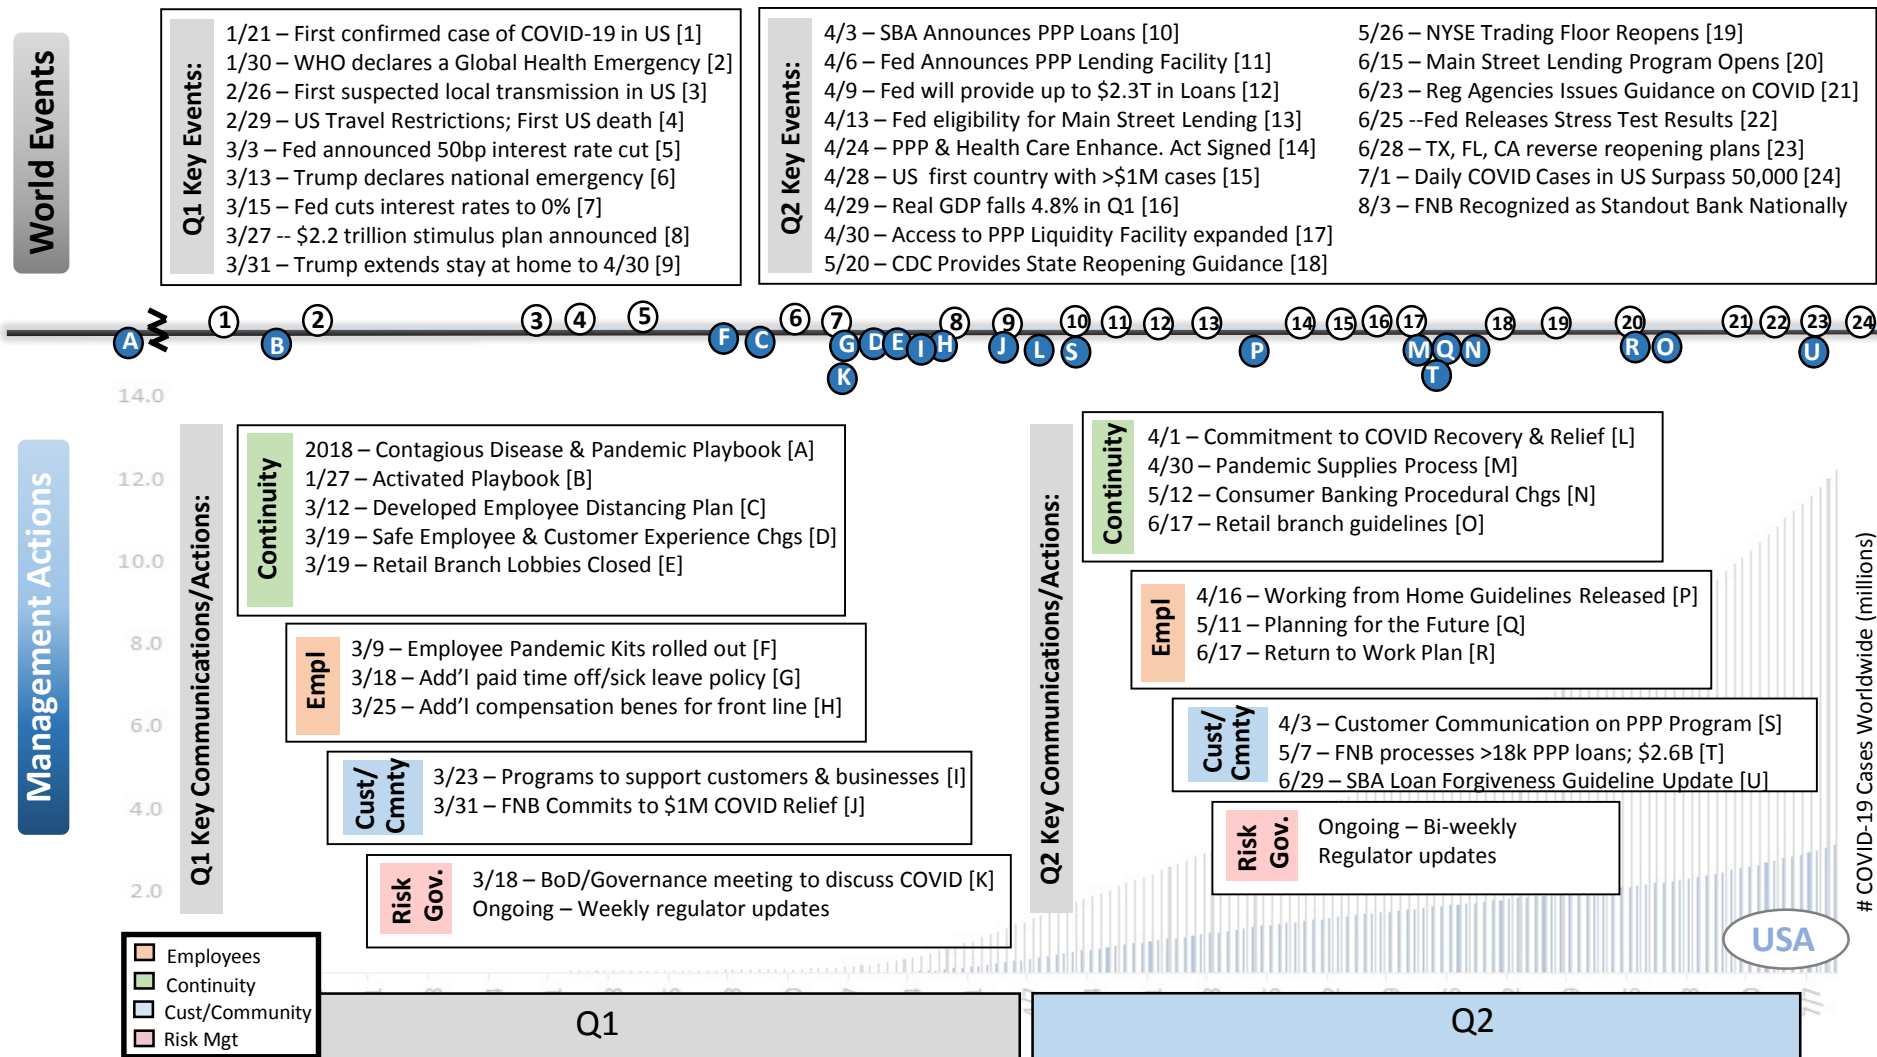 World Events
Q1 Key Events:
1/21 – First confirmed case of COVID-19 in US [1]
1/30 – WHO declares a Global Health Emergency [2]
2/26 – First suspected local transmission in US [3]
2/29 – US Travel Restrictions; First US death [4]
3/3 – Fed announced 50bp interest rate cut [5]
3/13 – Trump declares national emergency [6]
3/15 – Fed cuts interest rates to 0% [7]
3/27 -- $2.2 trillion stimulus plan announced [8]
3/31 – Trump extends stay at home to 4/30 [9]
Q2 Key Events:
4/3 – SBA Announces PPP Loans [10]
4/6 – Fed Announces PPP Lending Facility [11]
4/9 – Fed will provide up to $2.3T in Loans [12]
4/13 – Fed eligibility for Main Street Lending [13]
4/24 – PPP & Health Care Enhance. Act Signed [14]
4/28 – US first country with >$1M cases [15]
4/29 – Real GDP falls 4.8% in Q1 [16]
4/30 – Access to PPP Liquidity Facility expanded [17]
5/20 – CDC Provides State Reopening Guidance [18]
5/26 – NYSE Trading Floor Reopens [19]
6/15 – Main Street Lending Program Opens [20]
6/23 – Reg Agencies Issues Guidance on COVID [21]
6/25 --Fed Releases Stress Test Results [22]
6/28 – TX, FL, CA reverse reopening plans [23]
7/1 – Daily COVID Cases in US Surpass 50,000 [24]
8/3 – FNB Recognized as Standout Bank Nationally
1 2 3 4 5 6 7 8 9 10 11 12 13 14 15 16 17 18 19 20 21 22 23 24
A B F C G D E I H J L S P M Q N R O U
K T
14.0
12.0
10.0
8.0
6.0
4.0
2.0
Management Actions
Q1 Key Communications/Actions:
Continuity
2018 – Contagious Disease & Pandemic Playbook [A]
1/27 – Activated Playbook [B]
3/12 – Developed Employee Distancing Plan [C]
3/19 – Safe Employee & Customer Experience Chgs [D]
3/19 – Retail Branch Lobbies Closed [E]
Empl
3/9 – Employee Pandemic Kits rolled out [F]
3/18 – Add'l paid time off/sick leave policy [G]
3/25 – Add'l compensation benes for front line [H]
Cust/
Cmnty
3/23 – Programs to support customers & businesses [I]
3/31 – FNB Commits to $1M COVID Relief [J]
Risk
Gov.
3/18 – BoD/Governance meeting to discuss COVID [K]
Ongoing – Weekly regulator updates
Q2 Key Communications/Actions:
Continuity
4/1 – Commitment to COVID Recovery & Relief [L]
4/30 – Pandemic Supplies Process [M]
5/12 – Consumer Banking Procedural Chgs [N]
6/17 – Retail branch guidelines [O]
Empl
4/16 – Working from Home Guidelines Released [P]
5/11 – Planning for the Future [Q]
6/17 – Return to Work Plan [R]
Cust/
Cmnty
4/3 – Customer Communication on PPP Program [S]
5/7 – FNB processes >18k PPP loans; $2.6B [T]
6/29 – SBA Loan Forgiveness Guideline Update [U]
Risk
Gov.
Ongoing – Bi-weekly
Regulator updates
# COVID-19 Cases Worldwide (millions)
USA
Employees
Continuity
Cust/Community
Risk Mgt
Q1
Q2